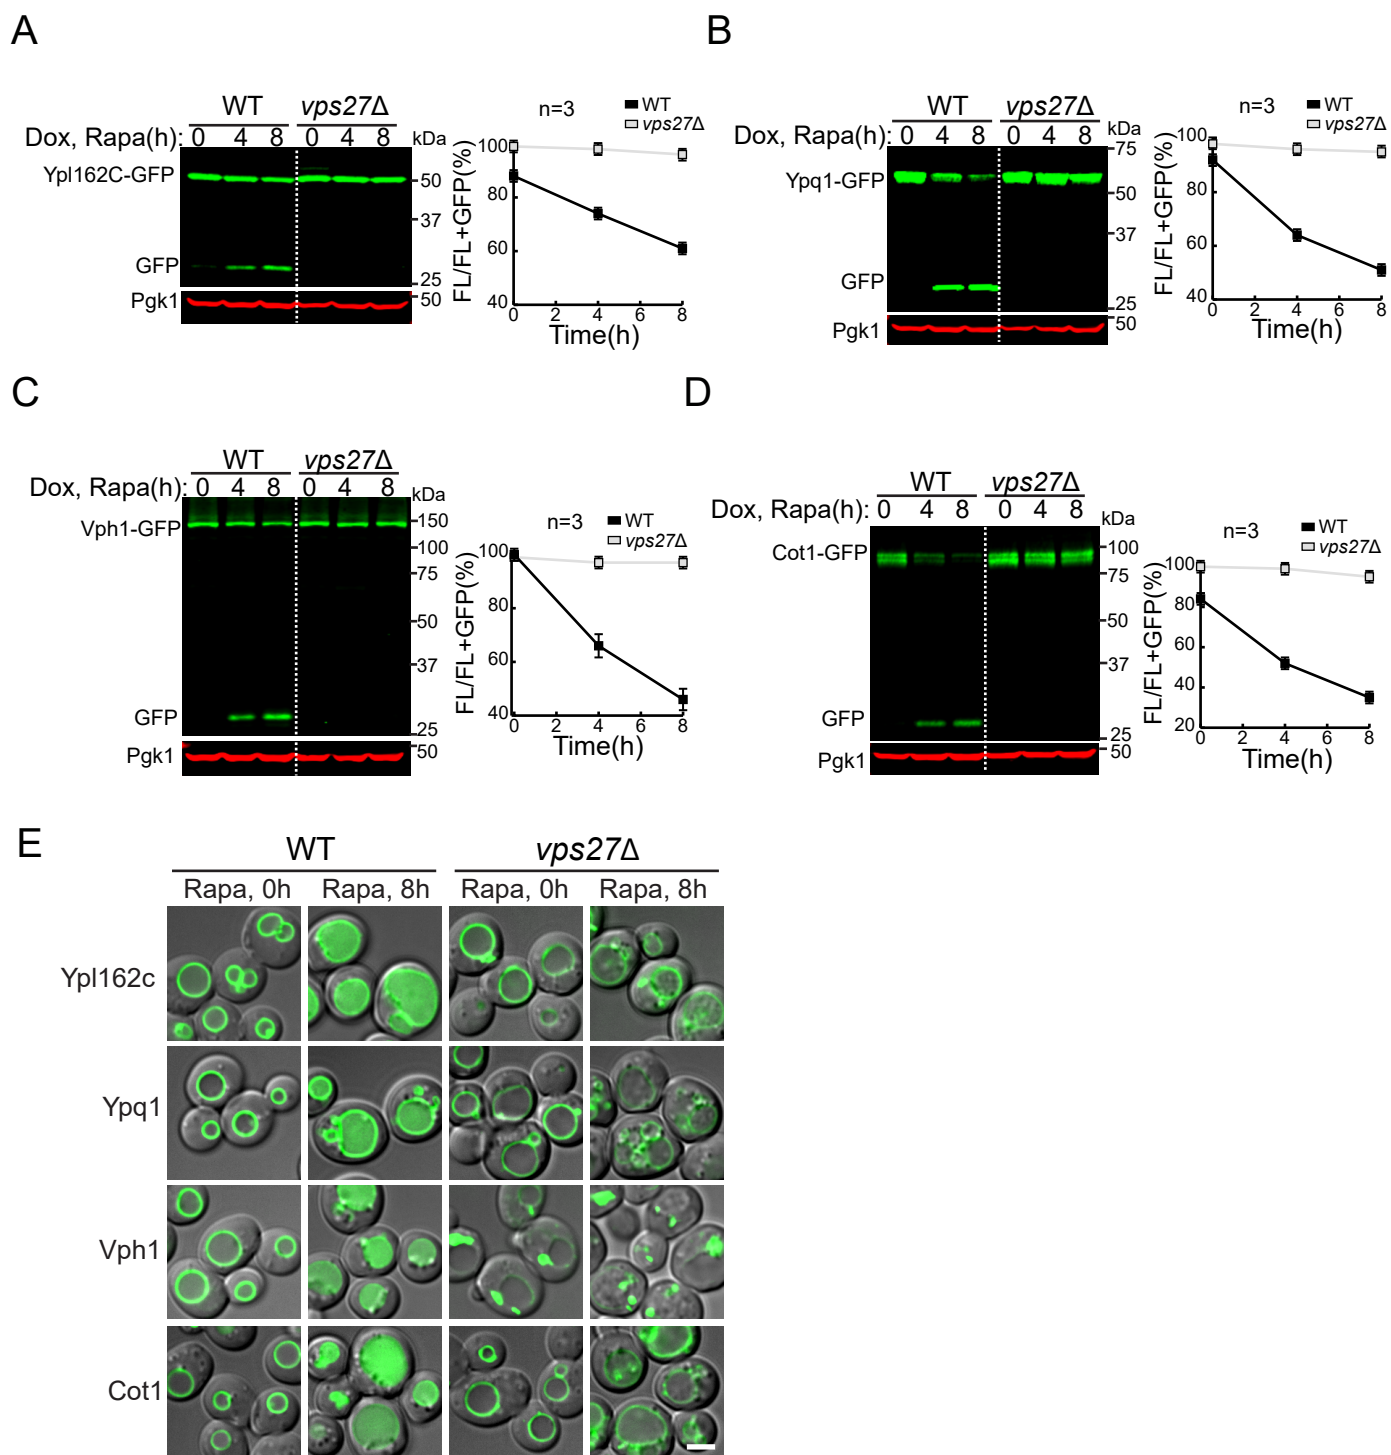 A
WT vps27Δ
Dox, Rapa(h): 0 4 8 0 4 8 kDa
Ypl162C-GFP
50
37
GFP
25
Pgk1
50
n=3
WT
vps27Δ
FL/FL+GFP(%)
100
80
60
40
0 2 4 6 8
Time(h)
B
WT vps27Δ
Dox, Rapa(h): 0 4 8 0 4 8 kDa
75
Ypq1-GFP
50
37
GFP
25
50
Pgk1
n=3
WT
vps27Δ
FL/FL+GFP(%)
100
80
60
40
0 2 4 6 8
Time(h)
C
WT vps27Δ
Dox, Rapa(h): 0 4 8 0 4 8 kDa
Vph1-GFP
150
100
75
50
37
GFP
25
50
Pgk1
n=3
WT
vps27Δ
FL/FL+GFP(%)
100
80
60
40
0 2 4 6 8
Time(h)
D
WT vps27Δ
Dox, Rapa(h): 0 4 8 0 4 8 kDa
Cot1-GFP
100
75
50
37
GFP
25
50
Pgk1
n=3
WT
vps27Δ
FL/FL+GFP(%)
100
80
60
40
20
0 2 4 6 8
Time(h)
E
WT vps27Δ
Rapa, 0h Rapa, 8h Rapa, 0h Rapa, 8h
Ypl162c
Ypq1
Vph1
Cot1